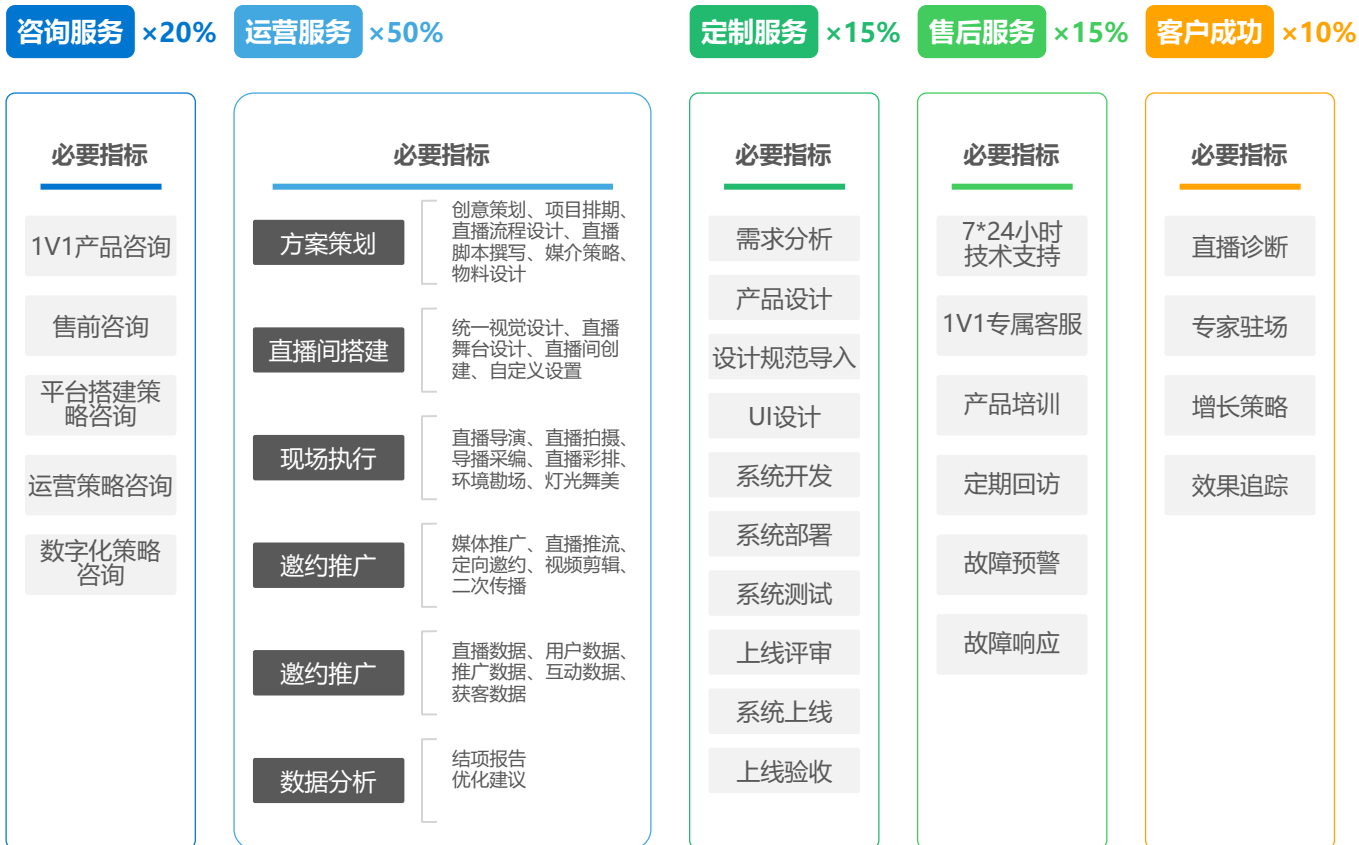 咨询服务 ×20%
运营服务 ×50%
定制服务 ×15%
售后服务 ×15%
客户成功 ×10%
必要指标
1V1产品咨询
售前咨询
平台搭建策
略咨询
运营策略咨询
数字化策略
咨询
必要指标
方案策划
创意策划、项目排期、
直播流程设计、直播
脚本撰写、媒介策略、
物料设计
直播间搭建
统一视觉设计、直播
舞台设计、直播间创
建、自定义设置
现场执行
直播导演、直播拍摄、
导播采编、直播彩排、
环境勘场、灯光舞美
邀约推广
媒体推广、直播推流、
定向邀约、视频剪辑、
二次传播
邀约推广
直播数据、用户数据、
推广数据、互动数据、
获客数据
数据分析
结项报告
优化建议
必要指标
需求分析
产品设计
设计规范导入
UI设计
系统开发
系统部署
系统测试
上线评审
系统上线
上线验收
必要指标
7*24小时
技术支持
1V1专属客服
产品培训
定期回访
故障预警
故障响应
必要指标
直播诊断
专家驻场
增长策略
效果追踪